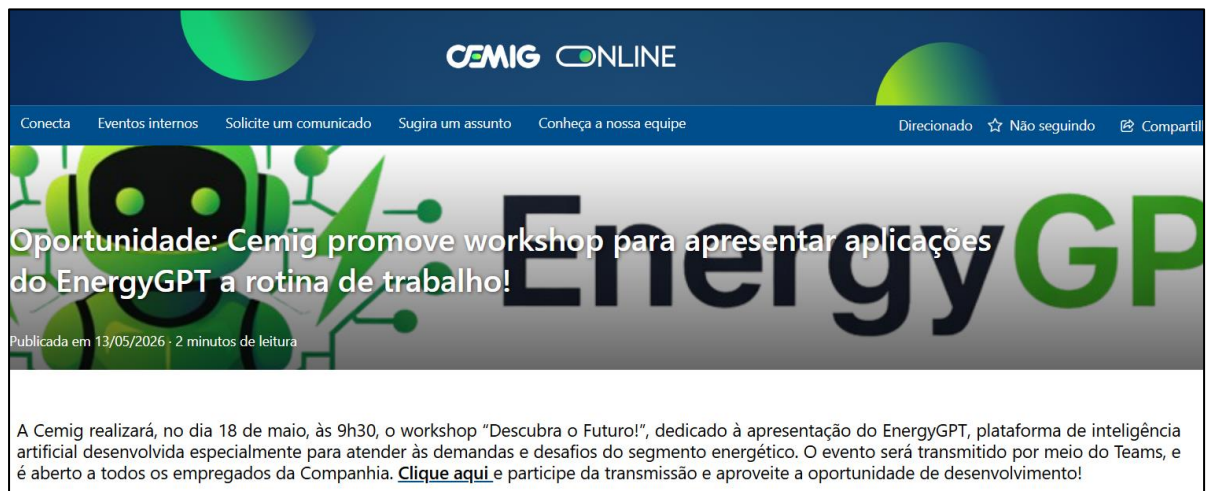 CEMIG ONLINE
Conecta Eventos internos Solicite um comunicado Sugira um assunto Conheça a nossa equipe Direcionado Não seguindo Compartil
EnergyGP
Oportunidade: Cemig promove workshop para apresentar aplicações
do EnergyGPT a rotina de trabalho!
Publicada em 13/05/2026 · 2 minutos de leitura
A Cemig realizará, no dia 18 de maio, às 9h30, o workshop “Descubra o Futuro!”, dedicado à apresentação do EnergyGPT, plataforma de inteligência
artificial desenvolvida especialmente para atender às demandas e desafios do segmento energético. O evento será transmitido por meio do Teams, e
é aberto a todos os empregados da Companhia. Clique aqui e participe da transmissão e aproveite a oportunidade de desenvolvimento!